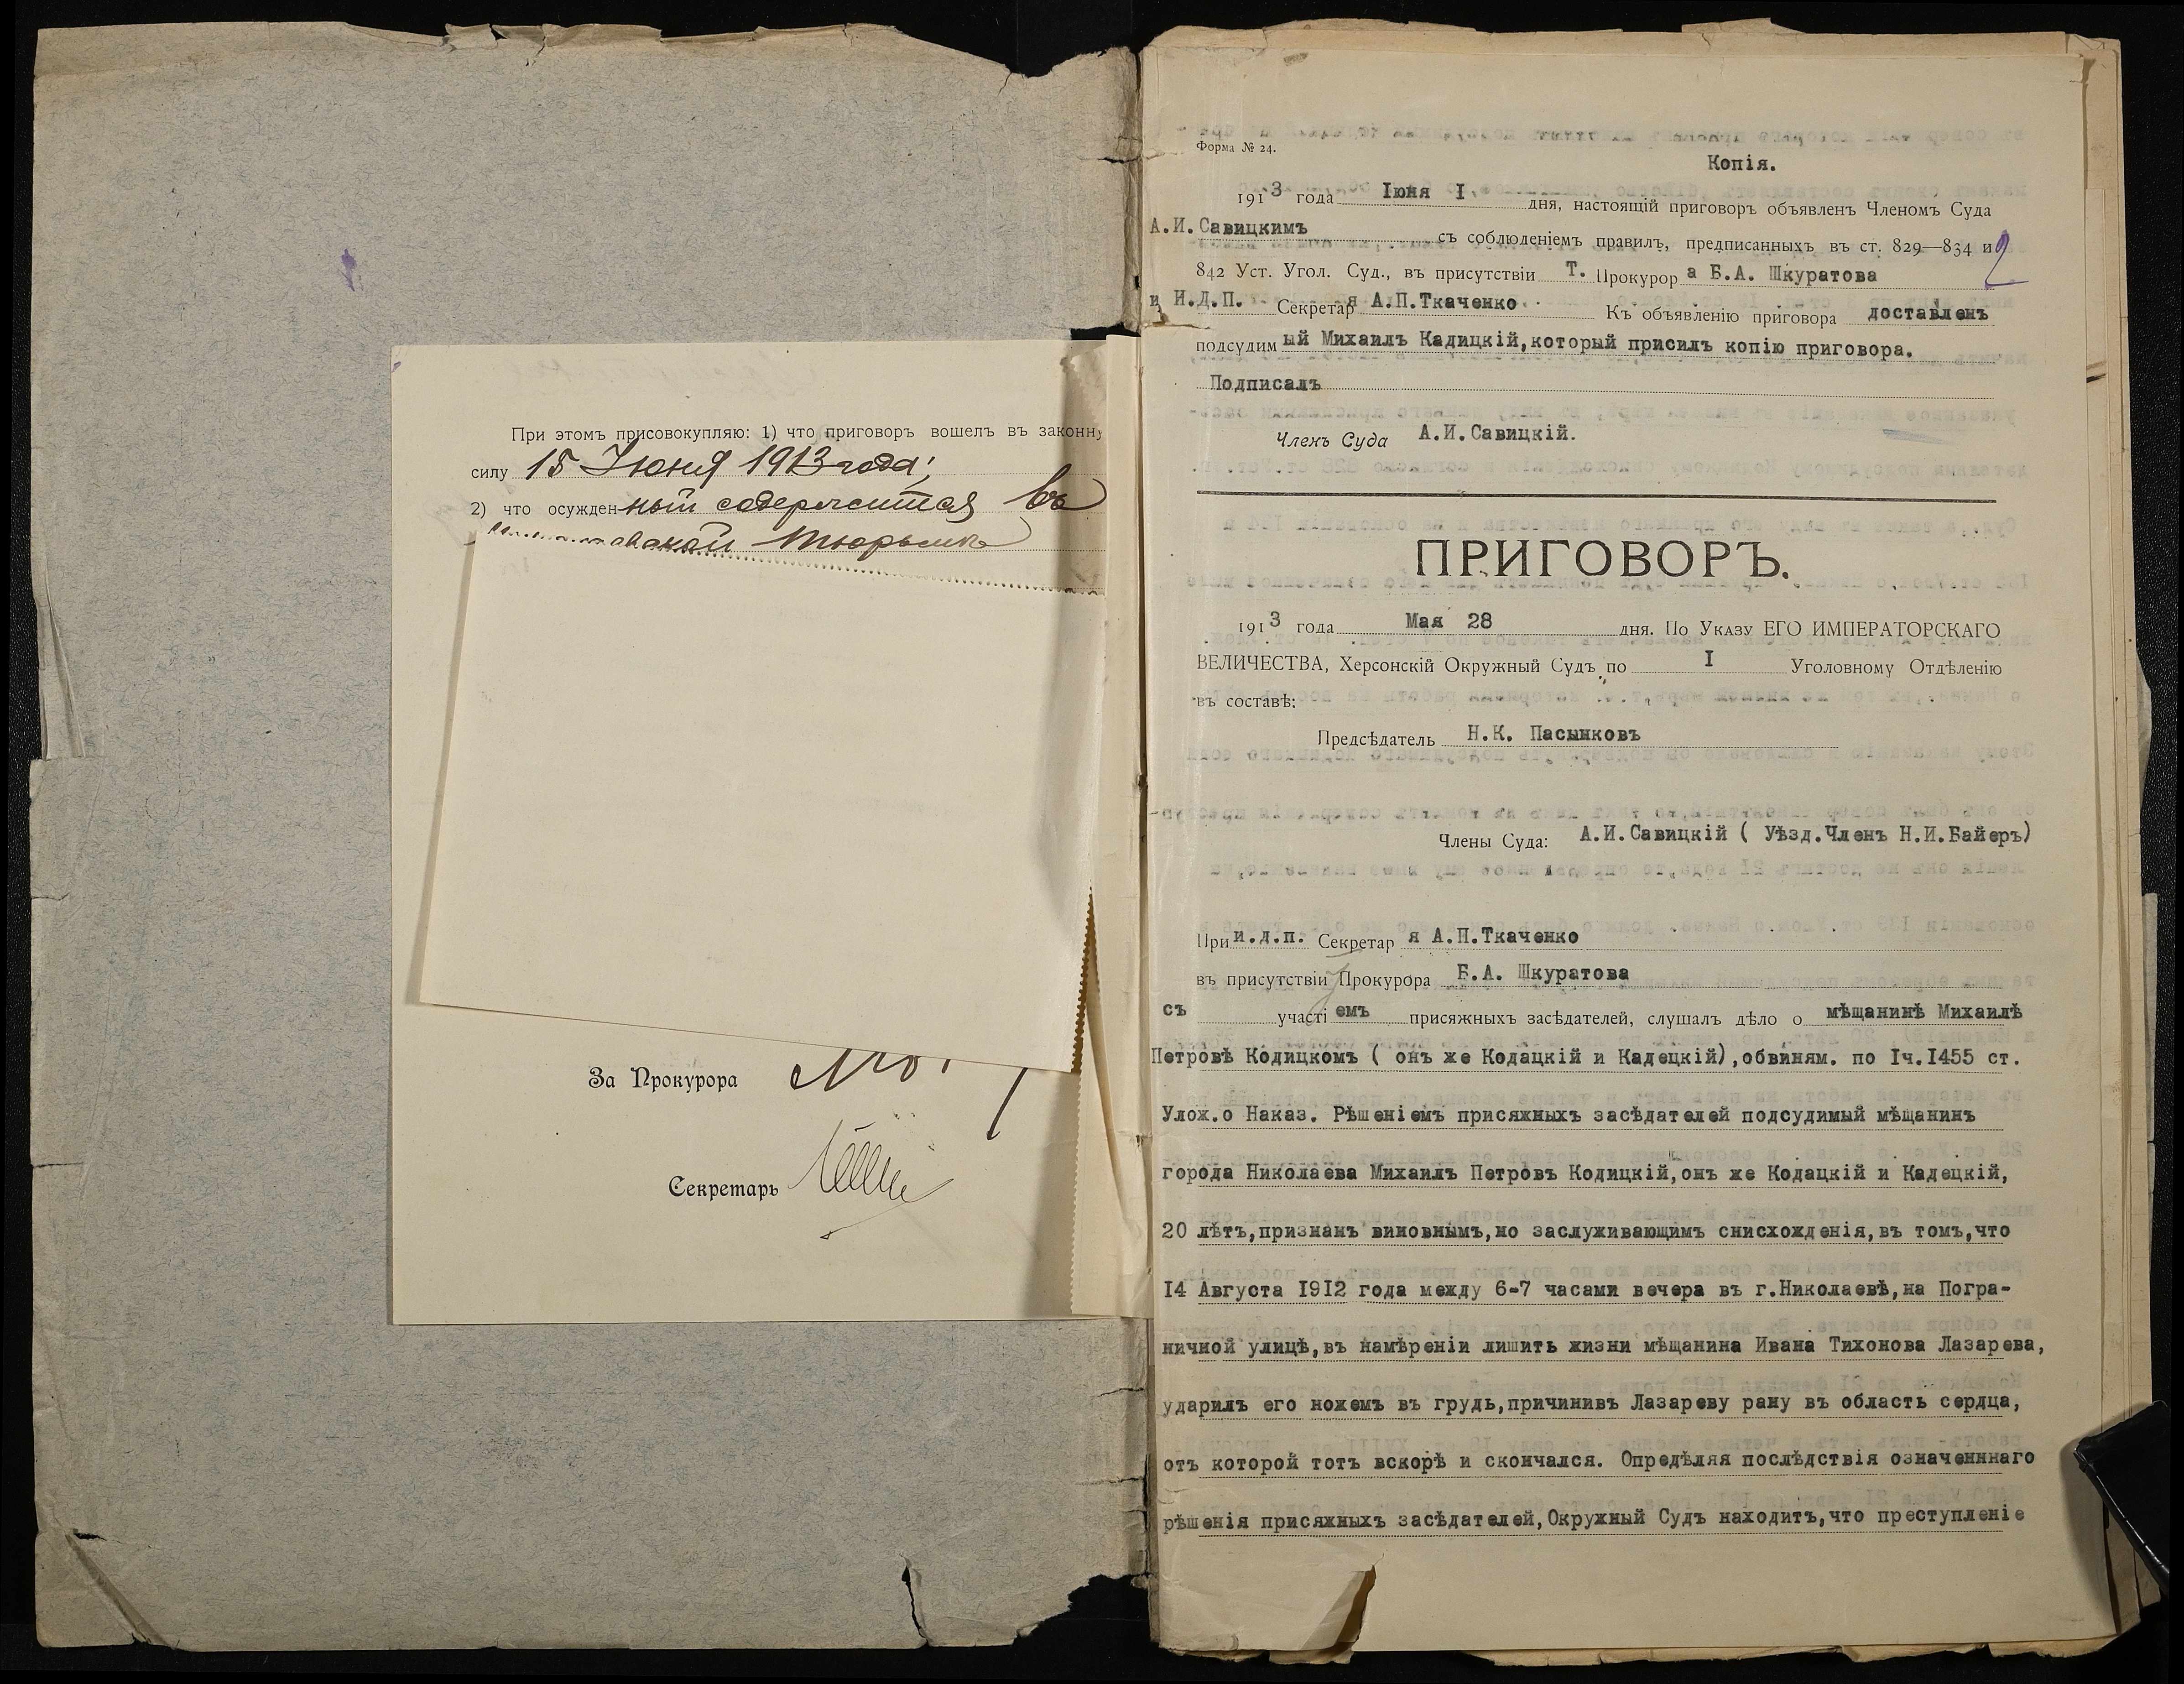 При этомъ присовокупляю: 1) что приговоръ вошелъ въ законну
силу 15 Июня 1913 года;
2) что осужденный содержится въ
тюрьмѣ
За Прокурора
Секретарь
Форма № 24.
Копія.
1913 года Іюня I дня, настоящій приговоръ объявленъ Членомъ Суда
А.И.Савицкимъ съ соблюденіемъ правилъ, предписанныхъ въ ст. 829—834 и
2
842 Уст. Угол. Суд., въ присутствіи Т. Прокурора Б.А. Шкуратова
и И.Д.П. Секретаря А.П.Ткаченко. Къ объявленію приговора доставленъ
подсудимый Михаилъ Кадицкій,который присилъ копію приговора.
Подписалъ
Членъ Суда А.И.Савицкій.
ПРИГОВОРЪ.
1913 года Мая 28 дня. По Указу ЕГО ИМПЕРАТОРСКАГО
ВЕЛИЧЕСТВА, Херсонскій Окружный Судъ по I Уголовному Отдѣленію
въ составѣ:
Предсѣдатель Н.К. Пасынковъ
Члены Суда: А.И.Савицкій ( Уѣзд.Членъ Н.И.Байеръ)
При и.д.п. Секретаря А.П.Ткаченко
въ присутствіи Прокурора Б.А. Шкуратова
съ участіемъ присяжныхъ засѣдателей, слушалъ дѣло о мѣщанинѣ Михаилѣ
Петровѣ Кодицкомъ ( онъ же Кодацкій и Кадецкій),обвиням. по Iч.I455 ст.
Улож.о Наказ. Рѣшеніемъ присяжныхъ засѣдателей подсудимый мѣщанинъ
города Николаева Михаилъ Петровъ Кодицкій,онъ же Кодацкій и Кадецкій,
20 лѣтъ,признанъ виновнымъ,но заслуживающимъ снисхожденія,въ томъ,что
I4 Августа I9I2 года между 6-7 часами вечера въ г.Николаевѣ,на Погра-
ничной улицѣ,въ намѣреніи лишить жизни мѣщанина Ивана Тихонова Лазарева,
ударилъ его ножемъ въ грудь,причинивъ Лазареву рану въ область сердца,
отъ которой тотъ вскорѣ и скончался. Опредѣляя послѣдствія означенннаго
рѣшенія присяжныхъ засѣдателей,Окружный Судъ находитъ,что преступленіе